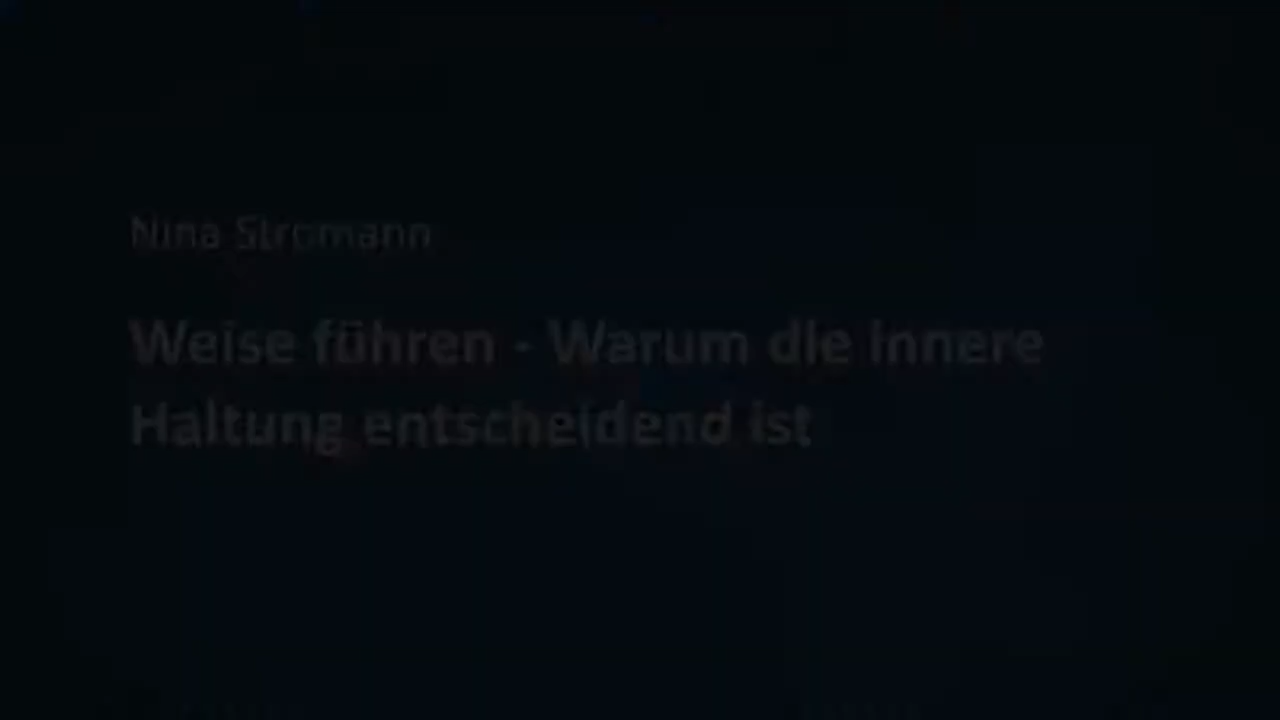 Nina Stromann
Weise führen - Warum die innere
Haltung entscheidend ist